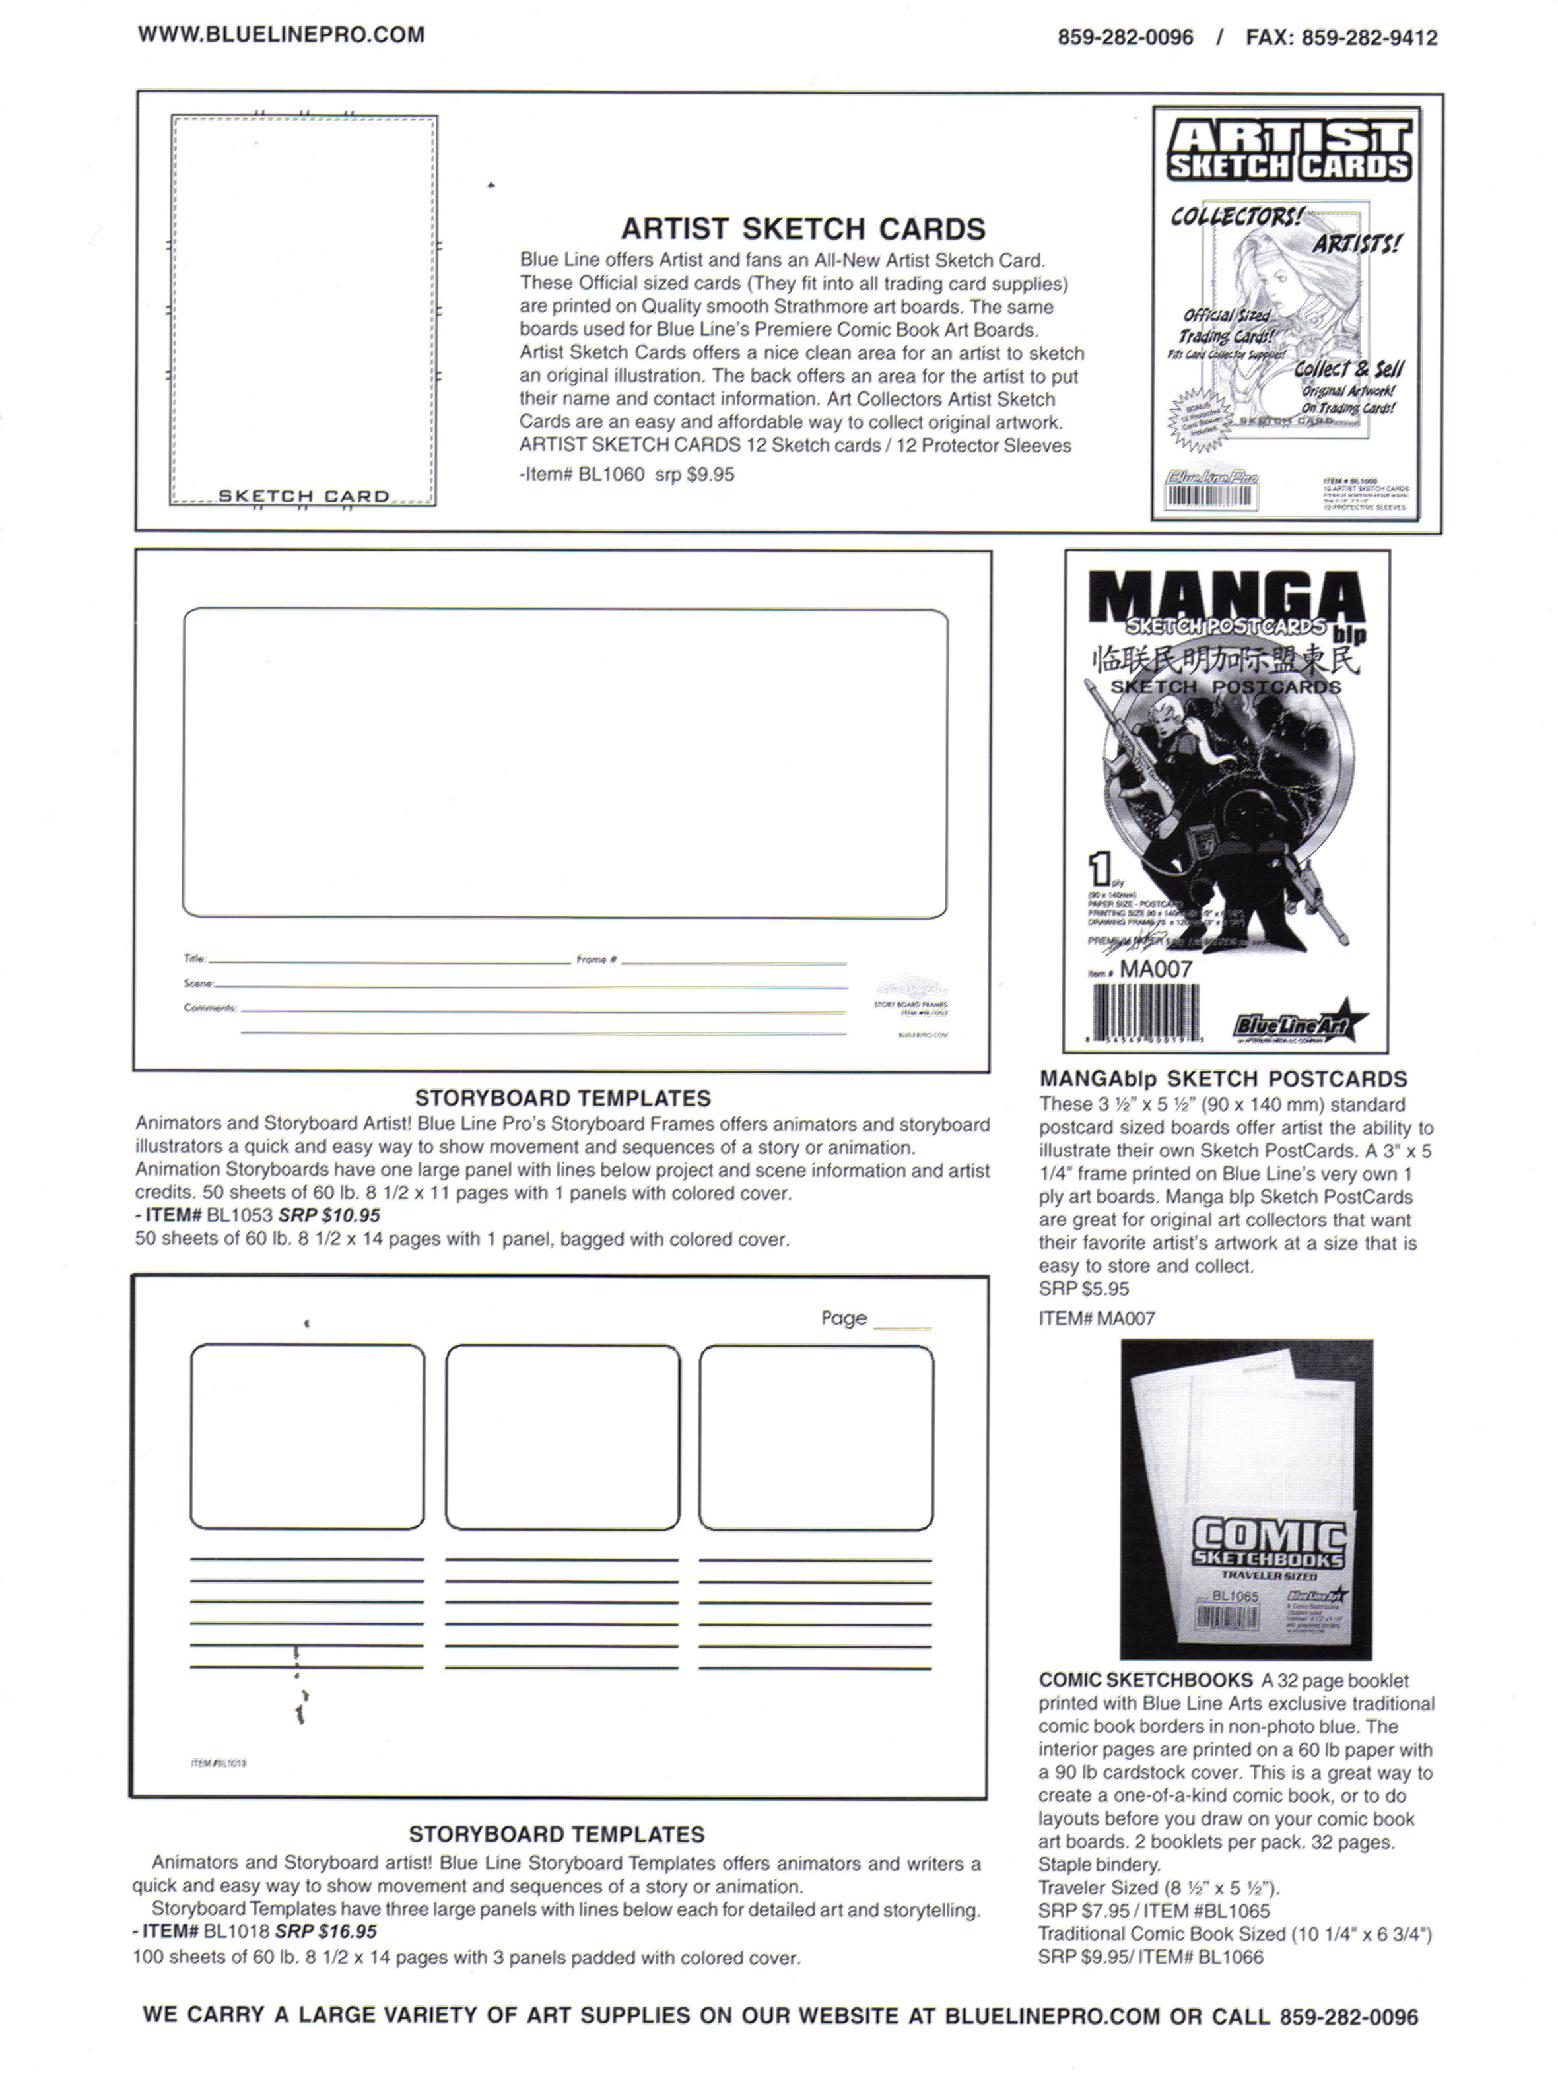 WWW.BLUELINEPRO.COM
859-282-0096 / FAX: 859-282-9412
SKETCH CARD
ARTIST SKETCH CARDS
Blue Line offers Artist and fans an All-New Artist Sketch Card.
These Official sized cards (They fit into all trading card supplies)
are printed on Quality smooth Strathmore art boards. The same
boards used for Blue Line's Premiere Comic Book Art Boards.
Artist Sketch Cards offers a nice clean area for an artist to sketch
an original illustration. The back offers an area for the artist to put
their name and contact information. Art Collectors Artist Sketch
Cards are an easy and affordable way to collect original artwork.
ARTIST SKETCH CARDS 12 Sketch cards / 12 Protector Sleeves
-Item# BL1060 srp $9.95
ARTIST
SKETCH CARDS
COLLECTORS!
ARTISTS!
Official Sized
Trading Cards!
Fits Card Collector Supplies!
Collect & Sell
Original Artwork!
On Trading Cards!
SKETCH CARD
Blue Line Pro
ITEM # BL1060
12-ARTIST SKETCH CARDS
12-PROTECTIVE SLEEVES
Title:
Frame #
Scene:
Comments:
STORY BOARD FRAMES
ITEM #BL1053
BLUELINEPRO.COM
STORYBOARD TEMPLATES
Animators and Storyboard Artist! Blue Line Pro's Storyboard Frames offers animators and storyboard
illustrators a quick and easy way to show movement and sequences of a story or animation.
Animation Storyboards have one large panel with lines below project and scene information and artist
credits. 50 sheets of 60 lb. 8 1/2 x 11 pages with 1 panels with colored cover.
- ITEM# BL1053 SRP $10.95
50 sheets of 60 lb. 8 1/2 x 14 pages with 1 panel, bagged with colored cover.
Page
ITEM #BL1018
STORYBOARD TEMPLATES
Animators and Storyboard artist! Blue Line Storyboard Templates offers animators and writers a
quick and easy way to show movement and sequences of a story or animation.
Storyboard Templates have three large panels with lines below each for detailed art and storytelling.
- ITEM# BL1018 SRP $16.95
100 sheets of 60 lb. 8 1/2 x 14 pages with 3 panels padded with colored cover.
MANGA
SKETCH POSTCARDS blp
临联民明加际盟東民
SKETCH POSTCARDS
1 ply
(90 x 140mm)
PAPER SIZE - POSTCARD
Item # MA007
Blue Line Art
MANGAblp SKETCH POSTCARDS
These 3 ½" x 5 ½" (90 x 140 mm) standard
postcard sized boards offer artist the ability to
illustrate their own Sketch PostCards. A 3" x 5
1/4" frame printed on Blue Line's very own 1
ply art boards. Manga blp Sketch PostCards
are great for original art collectors that want
their favorite artist's artwork at a size that is
easy to store and collect.
SRP $5.95
ITEM# MA007
COMIC
SKETCHBOOKS
TRAVELER SIZED
BL1065
Blue Line Art
COMIC SKETCHBOOKS A 32 page booklet
printed with Blue Line Arts exclusive traditional
comic book borders in non-photo blue. The
interior pages are printed on a 60 lb paper with
a 90 lb cardstock cover. This is a great way to
create a one-of-a-kind comic book, or to do
layouts before you draw on your comic book
art boards. 2 booklets per pack. 32 pages.
Staple bindery.
Traveler Sized (8 ½" x 5 ½").
SRP $7.95 / ITEM #BL1065
Traditional Comic Book Sized (10 1/4" x 6 3/4")
SRP $9.95/ ITEM# BL1066
WE CARRY A LARGE VARIETY OF ART SUPPLIES ON OUR WEBSITE AT BLUELINEPRO.COM OR CALL 859-282-0096